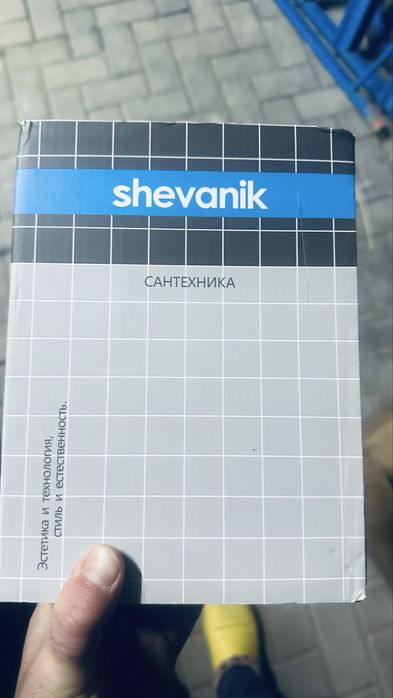 shevanik
САНТЕХНИКА
Эстетика и технология,
стиль и естественность.